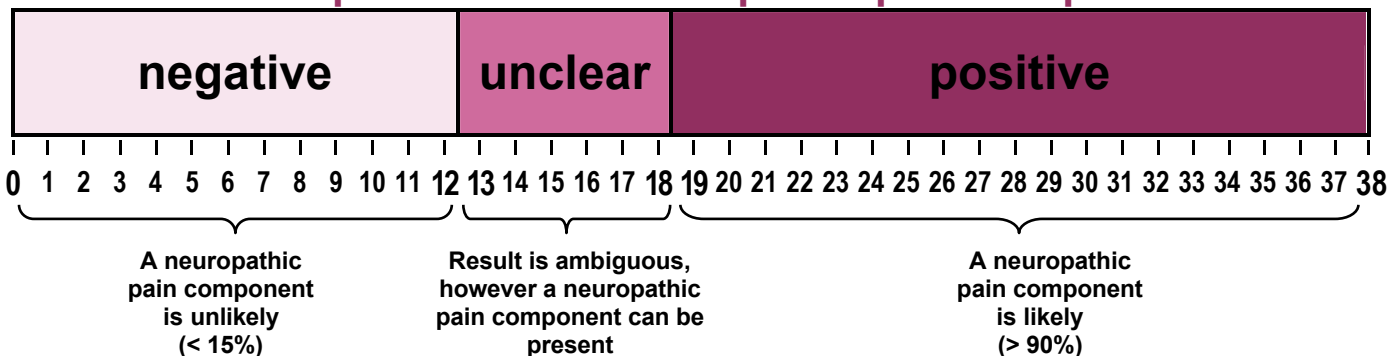 negative unclear positive
0 1 2 3 4 5 6 7 8 9 10 11 12 13 14 15 16 17 18 19 20 21 22 23 24 25 26 27 28 29 30 31 32 33 34 35 36 37 38
A neuropathic
pain component
is unlikely
(< 15%)
Result is ambiguous,
however a neuropathic
pain component can be
present
A neuropathic
pain component
is likely
(> 90%)